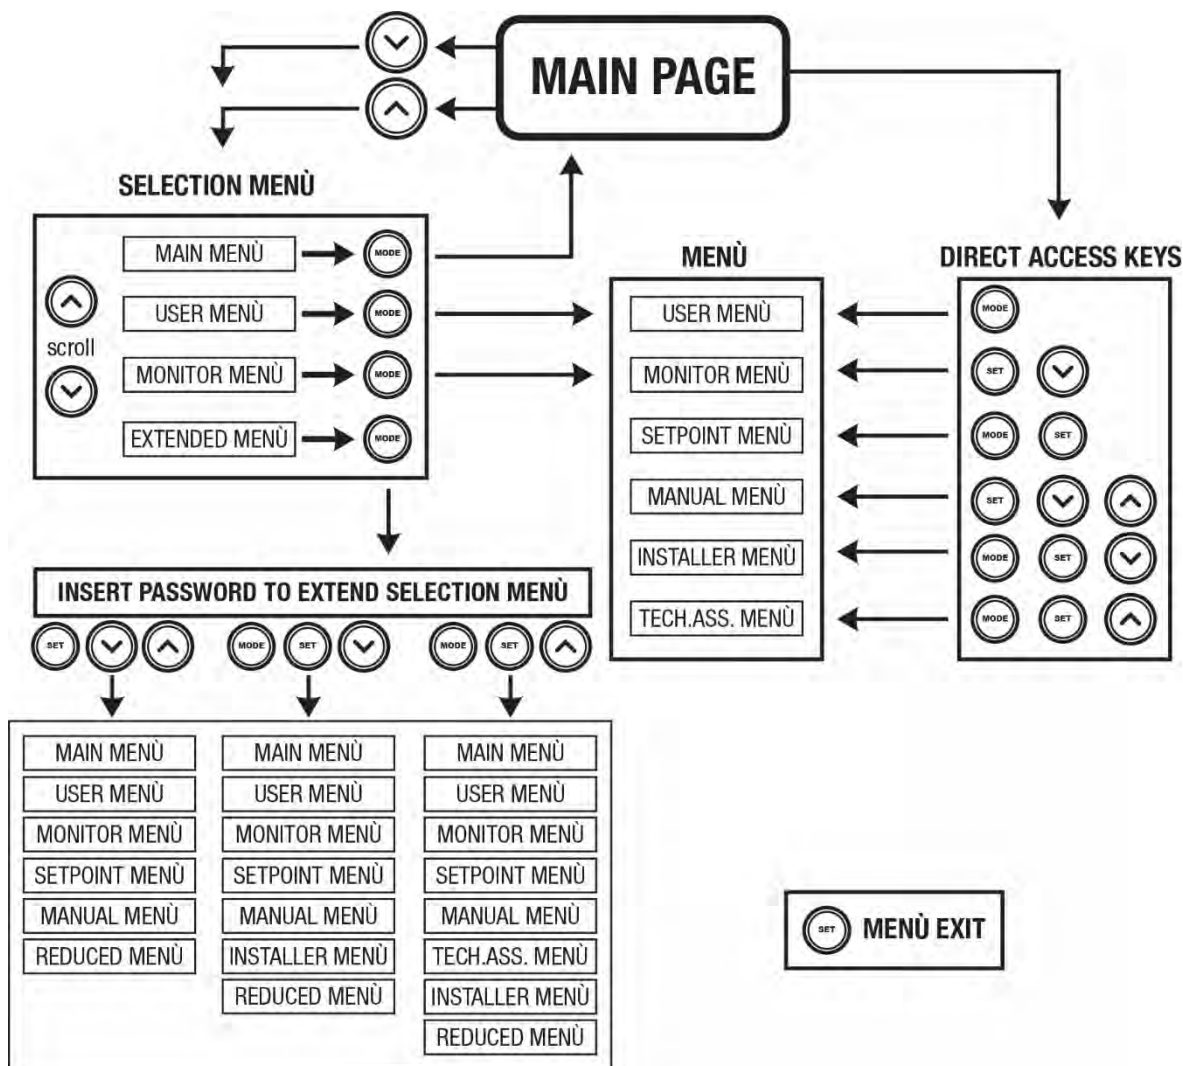 MAIN PAGE
SELECTION MENÙ
MAIN MENÙ MODE
USER MENÙ MODE
scroll
MONITOR MENÙ MODE
EXTENDED MENÙ MODE
MENÙ
USER MENÙ
MONITOR MENÙ
SETPOINT MENÙ
MANUAL MENÙ
INSTALLER MENÙ
TECH.ASS. MENÙ
DIRECT ACCESS KEYS
MODE
SET
MODE SET
SET
MODE SET
MODE SET
INSERT PASSWORD TO EXTEND SELECTION MENÙ
SET MODE SET MODE SET
MAIN MENÙ
USER MENÙ
MONITOR MENÙ
SETPOINT MENÙ
MANUAL MENÙ
REDUCED MENÙ
MAIN MENÙ
USER MENÙ
MONITOR MENÙ
SETPOINT MENÙ
MANUAL MENÙ
INSTALLER MENÙ
REDUCED MENÙ
MAIN MENÙ
USER MENÙ
MONITOR MENÙ
SETPOINT MENÙ
MANUAL MENÙ
TECH.ASS. MENÙ
INSTALLER MENÙ
REDUCED MENÙ
SET MENÙ EXIT